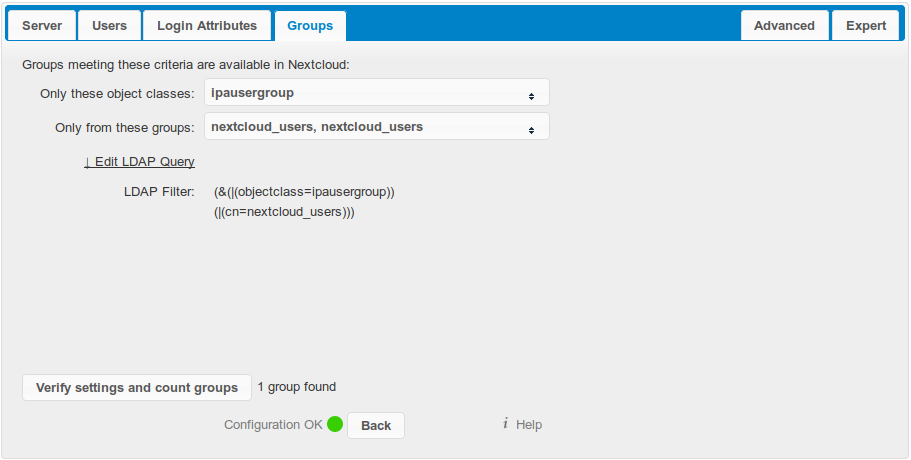 Server Users Login Attributes Groups Advanced Expert
Groups meeting these criteria are available in Nextcloud:
Only these object classes: ipausergroup
Only from these groups: nextcloud_users, nextcloud_users
↓ Edit LDAP Query
LDAP Filter: (&(|(objectclass=ipausergroup))
(|(cn=nextcloud_users)))
Verify settings and count groups 1 group found
Configuration OK Back i Help